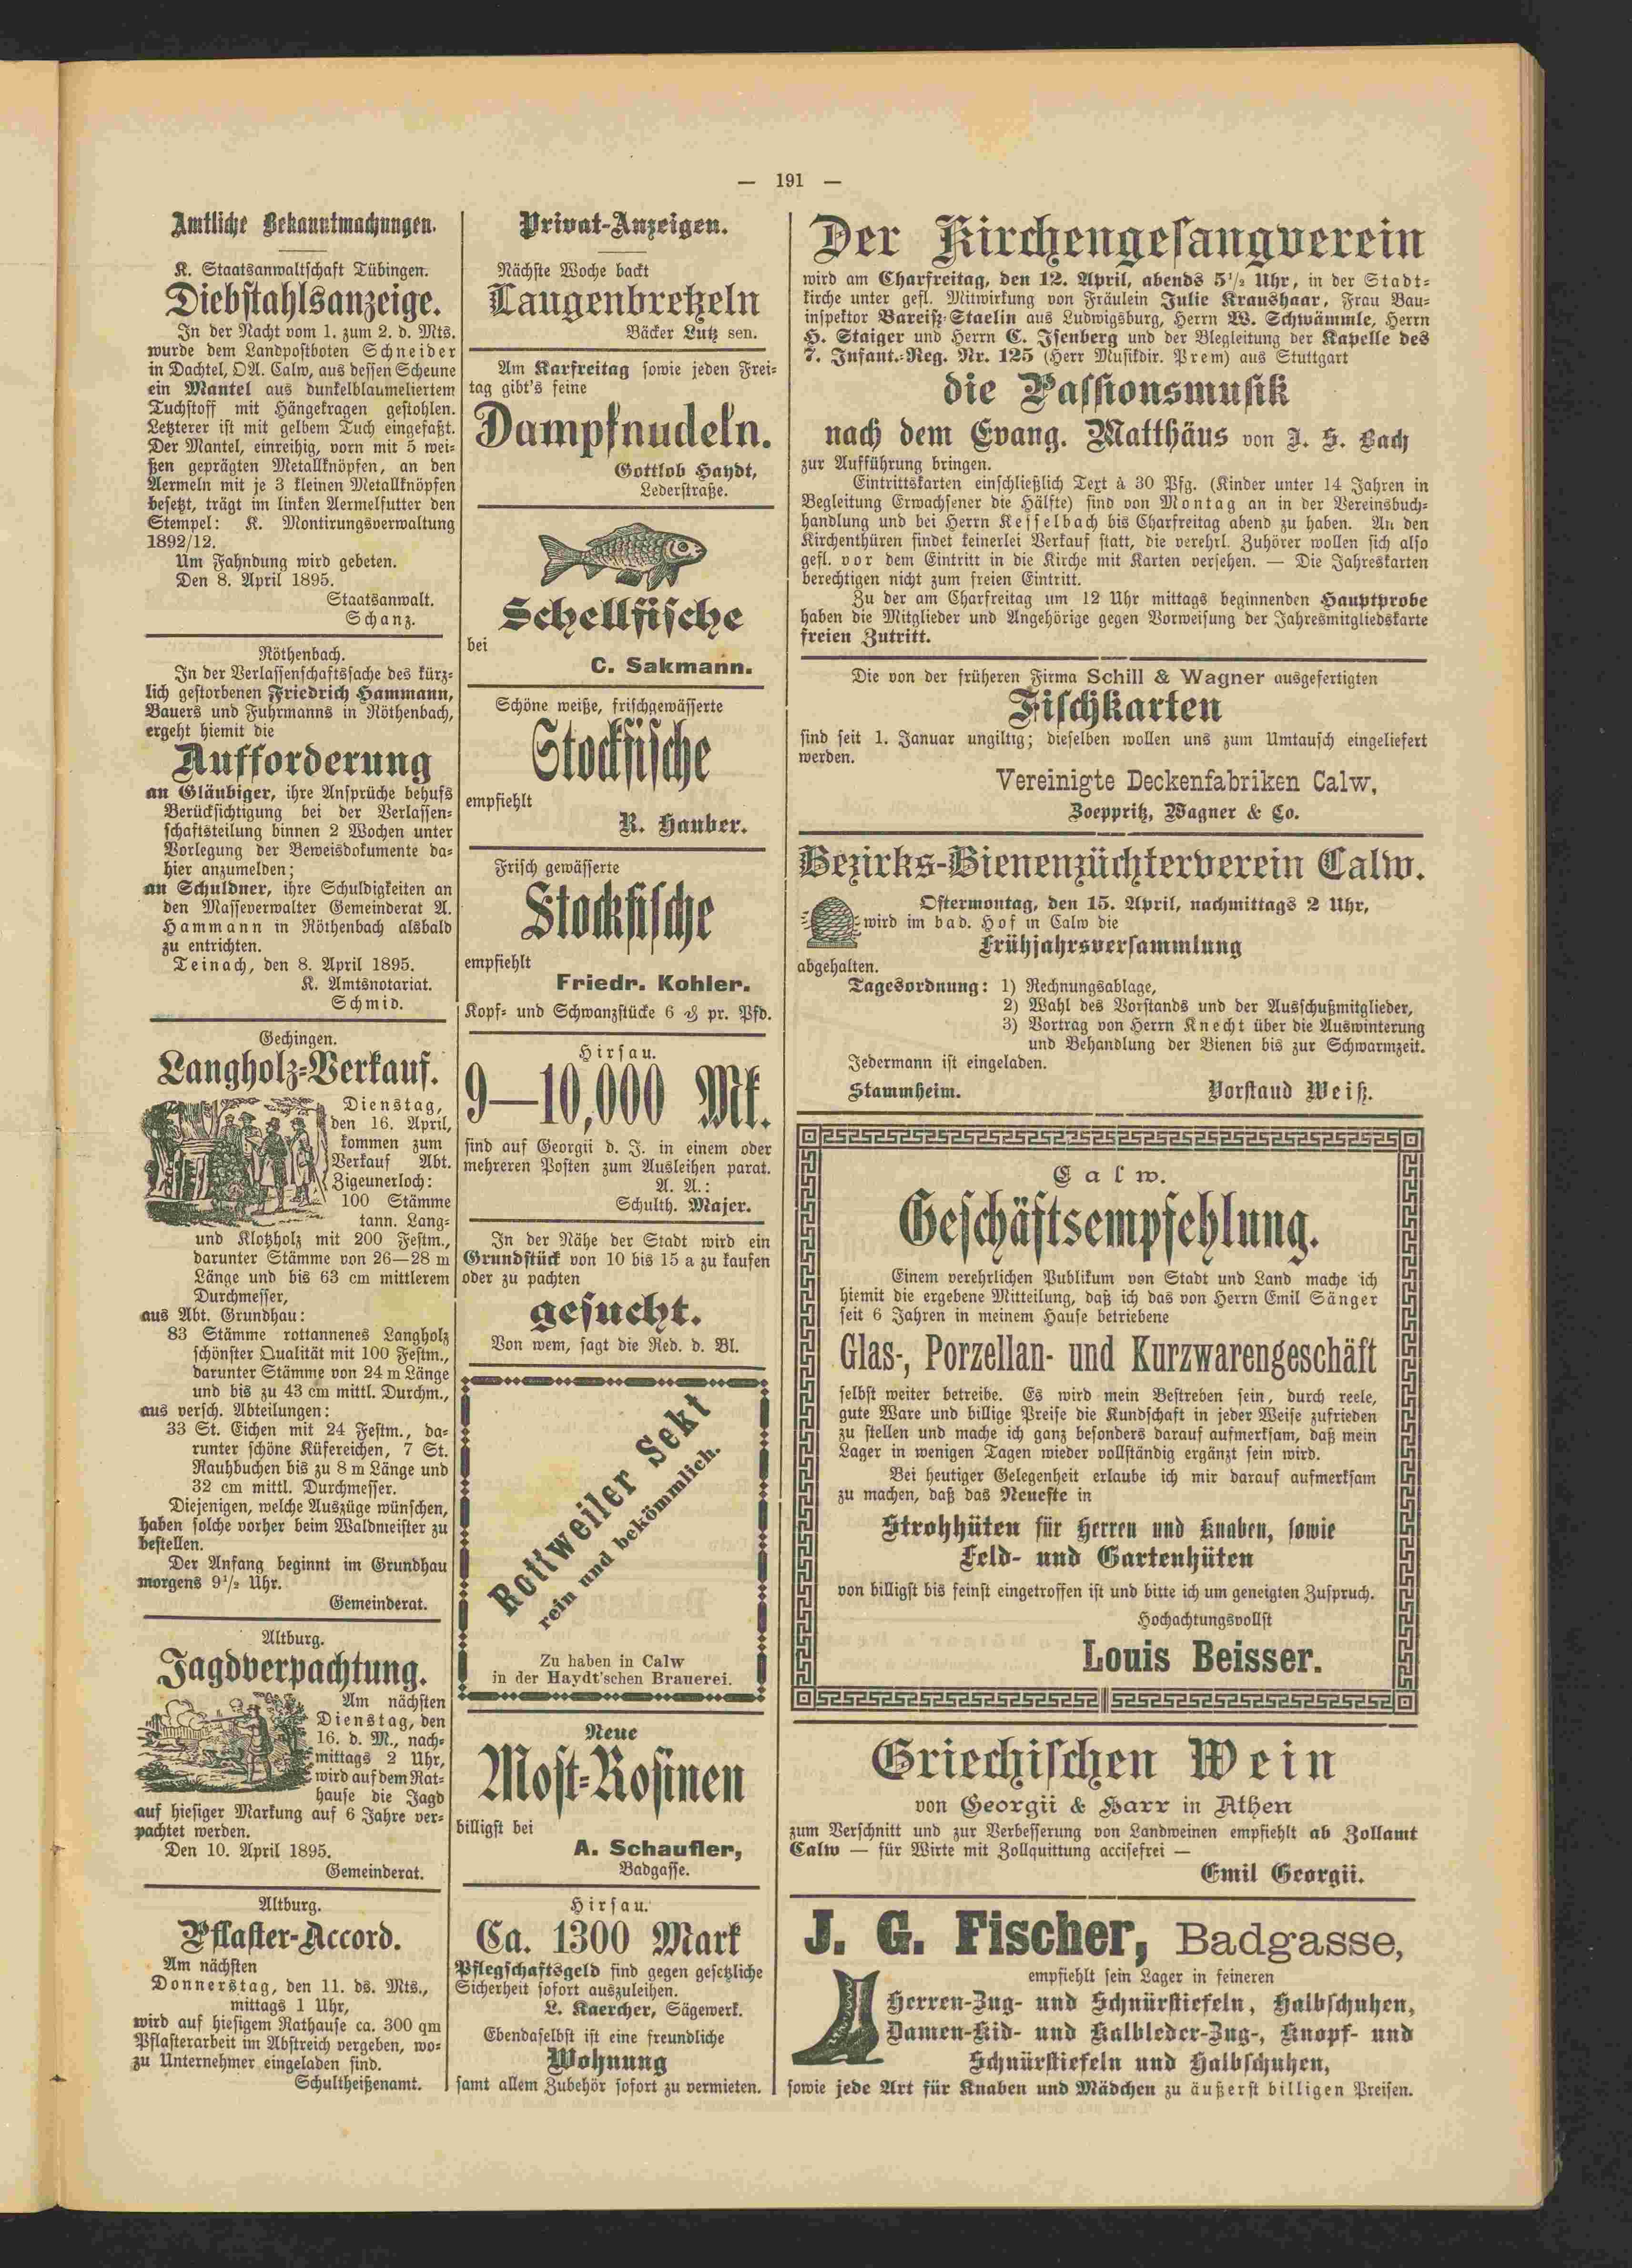 — 191 —
Amtliche Bekanntmachungen.
K. Staatsanwaltschaft Tübingen.
Diebstahlsanzeige.
In der Nacht vom 1. zum 2. d. Mts.
wurde dem Landpostboten Schneider
in Dachtel, OA. Calw, aus dessen Scheune
ein Mantel aus dunkelblaumeliertem
Tuchstoff mit Hängekragen gestohlen.
Letzterer ist mit gelbem Tuch eingefaßt.
Der Mantel, einreihig, vorn mit 5 wei-
ßen geprägten Metallknöpfen, an den
Aermeln mit je 3 kleinen Metallknöpfen
besetzt, trägt im linken Aermelfutter den
Stempel: K. Montirungsverwaltung
1892/12.
Um Fahndung wird gebeten.
Den 8. April 1895.
Staatsanwalt.
Schanz.
Röthenbach.
In der Verlassenschaftssache des kürz-
lich gestorbenen Friedrich Hammann,
Bauers und Fuhrmanns in Röthenbach,
ergeht hiemit die
Aufforderung
an Gläubiger, ihre Ansprüche behufs
Berücksichtigung bei der Verlassen-
schaftsteilung binnen 2 Wochen unter
Vorlegung der Beweisdokumente da-
hier anzumelden;
an Schuldner, ihre Schuldigkeiten an
den Masseverwalter Gemeinderat A.
Hammann in Röthenbach alsbald
zu entrichten.
Teinach, den 8. April 1895.
K. Amtsnotariat.
Schmid.
Gechingen.
Langholz-Verkauf.
Dienstag,
den 16. April,
kommen zum
Verkauf Abt.
Zigeunerloch:
100 Stämme
tann. Lang-
und Klotzholz mit 200 Festm.,
darunter Stämme von 26—28 m
Länge und bis 63 cm mittlerem
Durchmesser,
aus Abt. Grundhau:
83 Stämme rottannenes Langholz
schönster Qualität mit 100 Festm.,
darunter Stämme von 24 m Länge
und bis zu 43 cm mittl. Durchm.,
aus versch. Abteilungen:
33 St. Eichen mit 24 Festm., da-
runter schöne Küfereichen, 7 St.
Rauhbuchen bis zu 8 m Länge und
32 cm mittl. Durchmesser.
Diejenigen, welche Auszüge wünschen,
haben solche vorher beim Waldmeister zu
bestellen.
Der Anfang beginnt im Grundhau
morgens 9½ Uhr.
Gemeinderat.
Altburg.
Jagdverpachtung.
Am nächsten
Dienstag, den
16. d. M., nach-
mittags 2 Uhr,
wird auf dem Rat-
hause die Jagd
auf hiesiger Markung auf 6 Jahre ver-
pachtet werden.
Den 10. April 1895.
Gemeinderat.
Altburg.
Pflaster-Accord.
Am nächsten
Donnerstag, den 11. ds. Mts.,
mittags 1 Uhr,
wird auf hiesigem Rathause ca. 300 qm
Pflasterarbeit im Abstreich vergeben, wo-
zu Unternehmer eingeladen sind.
Schultheißenamt.
Privat-Anzeigen.
Nächste Woche backt
Laugenbretzeln
Bäcker Lutz sen.
Am Karfreitag sowie jeden Frei-
tag gibt's feine
Dampfnudeln.
Gottlob Haydt,
Lederstraße.
Schellfische
bei
C. Sakmann.
Schöne weiße, frischgewässerte
Stockfische
empfiehlt
R. Hauber.
Frisch gewässerte
Stockfische
empfiehlt
Friedr. Kohler.
Kopf- und Schwanzstücke 6 ₰ pr. Pfd.
Hirsau.
9—10,000 Mk.
sind auf Georgii d. J. in einem oder
mehreren Posten zum Ausleihen parat.
A. A.:
Schulth. Majer.
In der Nähe der Stadt wird ein
Grundstück von 10 bis 15 a zu kaufen
oder zu pachten
gesucht.
Von wem, sagt die Red. d. Bl.
Rottweiler Sekt
rein und bekömmlich.
Zu haben in Calw
in der Haydt'schen Brauerei.
Neue
Most-Rosinen
billigst bei
A. Schaufler,
Badgasse.
Hirsau.
Ca. 1300 Mark
Pflegschaftsgeld sind gegen gesetzliche
Sicherheit sofort auszuleihen.
L. Kaercher, Sägewerk.
Ebendaselbst ist eine freundliche
Wohnung
samt allem Zubehör sofort zu vermieten.
Der Kirchengesangverein
wird am Charfreitag, den 12. April, abends 5½ Uhr, in der Stadt-
kirche unter gefl. Mitwirkung von Fräulein Julie Kraushaar, Frau Bau-
inspektor Bareiß-Staelin aus Ludwigsburg, Herrn W. Schwämmle, Herrn
H. Staiger und Herrn C. Isenberg und der Blegleitung der Kapelle des
7. Infant.-Reg. Nr. 125 (Herr Musikdir. Prem) aus Stuttgart
die Passionsmusik
nach dem Evang. Matthäus von J. S. Bach
zur Aufführung bringen.
Eintrittskarten einschließlich Text à 30 Pfg. (Kinder unter 14 Jahren in
Begleitung Erwachsener die Hälfte) sind von Montag an in der Vereinsbuch-
handlung und bei Herrn Kesselbach bis Charfreitag abend zu haben. An den
Kirchenthüren findet keinerlei Verkauf statt, die verehrl. Zuhörer wollen sich also
gefl. vor dem Eintritt in die Kirche mit Karten versehen. — Die Jahreskarten
berechtigen nicht zum freien Eintritt.
Zu der am Charfreitag um 12 Uhr mittags beginnenden Hauptprobe
haben die Mitglieder und Angehörige gegen Vorweisung der Jahresmitgliedskarte
freien Zutritt.
Die von der früheren Firma Schill & Wagner ausgefertigten
Fischkarten
sind seit 1. Januar ungiltig; dieselben wollen uns zum Umtausch eingeliefert
werden.
Vereinigte Deckenfabriken Calw,
Zoeppritz, Wagner & Co.
Bezirks-Bienenzüchterverein Calw.
Ostermontag, den 15. April, nachmittags 2 Uhr,
wird im bad. Hof in Calw die
Frühjahrsversammlung
abgehalten.
Tagesordnung: 1) Rechnungsablage,
2) Wahl des Vorstands und der Ausschußmitglieder,
3) Vortrag von Herrn Knecht über die Auswinterung
und Behandlung der Bienen bis zur Schwarmzeit.
Jedermann ist eingeladen.
Stammheim. Vorstand Weiß.
Calw.
Geschäftsempfehlung.
Einem verehrlichen Publikum von Stadt und Land mache ich
hiemit die ergebene Mitteilung, daß ich das von Herrn Emil Sänger
seit 6 Jahren in meinem Hause betriebene
Glas-, Porzellan- und Kurzwarengeschäft
selbst weiter betreibe. Es wird mein Bestreben sein, durch reele,
gute Ware und billige Preise die Kundschaft in jeder Weise zufrieden
zu stellen und mache ich ganz besonders darauf aufmerksam, daß mein
Lager in wenigen Tagen wieder vollständig ergänzt sein wird.
Bei heutiger Gelegenheit erlaube ich mir darauf aufmerksam
zu machen, daß das Neueste in
Strohhüten für Herren und Knaben, sowie
Feld- und Gartenhüten
von billigst bis feinst eingetroffen ist und bitte ich um geneigten Zuspruch.
Hochachtungsvollst
Louis Beisser.
Griechischen Wein
von Georgii & Harr in Athen
zum Verschnitt und zur Verbesserung von Landweinen empfiehlt ab Zollamt
Calw — für Wirte mit Zollquittung accisefrei —
Emil Georgii.
J. G. Fischer, Badgasse,
empfiehlt sein Lager in feineren
Herren-Zug- und Schnürstiefeln, Halbschuhen,
Damen-Kid- und Kalbleder-Zug-, Knopf- und
Schnürstiefeln und Halbschuhen,
sowie jede Art für Knaben und Mädchen zu äußerst billigen Preisen.